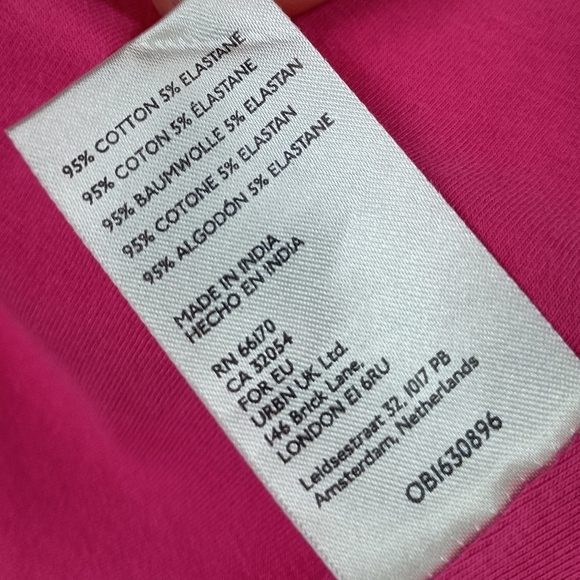 95% COTTON 5% ELASTANE
95% COTON 5% ÉLASTANE
95% BAUMWOLLE 5% ELASTAN
95% COTONE 5% ELASTAN
95% ALGODÓN 5% ELASTANE
MADE IN INDIA
HECHO EN INDIA
RN 66170
CA 32054
FOR EU
URBN UK Ltd.
146 Brick Lane,
LONDON E1 6RU
Leidsestraat 32, 1017 PB
Amsterdam, Netherlands
OB1630896